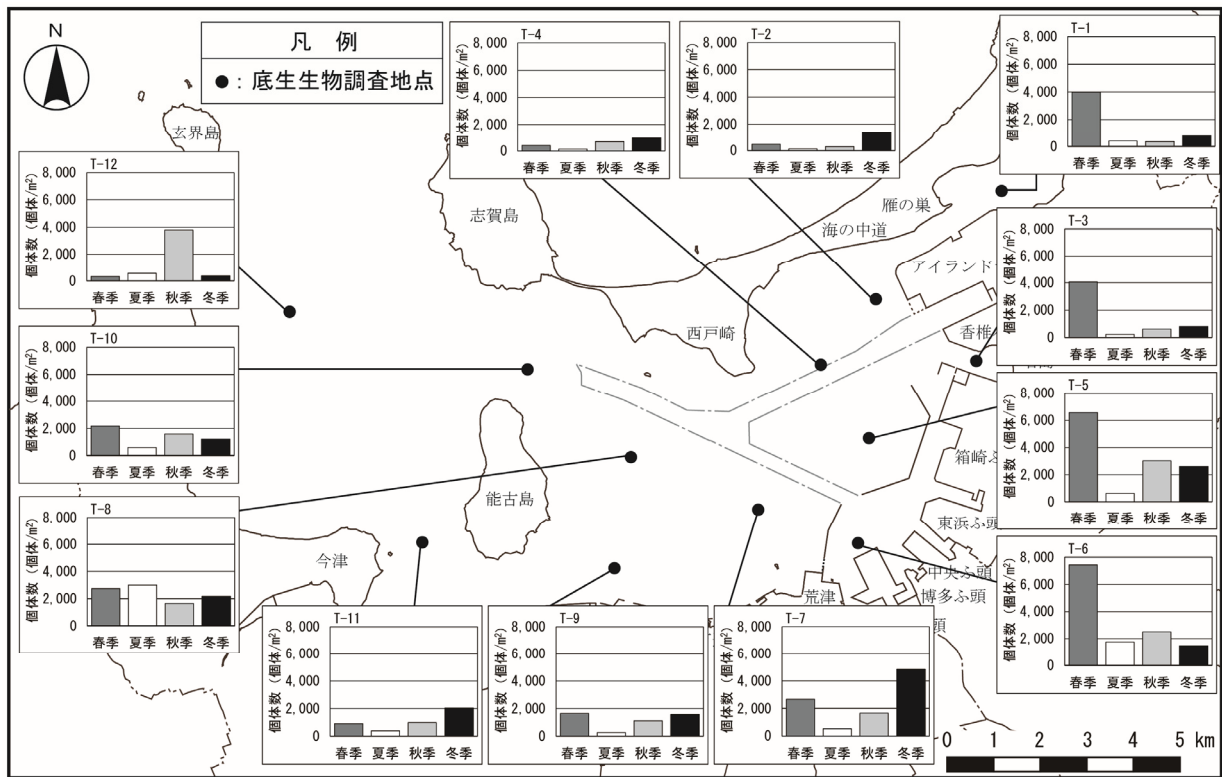 N
凡 例
●：底生生物調査地点
T-4
個体数 (個体/m²)
8,000
6,000
4,000
2,000
0
春季 夏季 秋季 冬季
T-2
個体数 (個体/m²)
8,000
6,000
4,000
2,000
0
春季 夏季 秋季 冬季
T-1
個体数 (個体/m²)
8,000
6,000
4,000
2,000
0
春季 夏季 秋季 冬季
玄界島
T-12
個体数 (個体/m²)
8,000
6,000
4,000
2,000
0
春季 夏季 秋季 冬季
志賀島
雁の巣
海の中道
アイランド
T-3
個体数 (個体/m²)
8,000
6,000
4,000
2,000
0
春季 夏季 秋季 冬季
西戸崎
香椎
T-10
個体数 (個体/m²)
8,000
6,000
4,000
2,000
0
春季 夏季 秋季 冬季
T-5
個体数 (個体/m²)
8,000
6,000
4,000
2,000
0
春季 夏季 秋季 冬季
箱崎ふ
能古島
東浜ふ頭
T-8
個体数 (個体/m²)
8,000
6,000
4,000
2,000
0
春季 夏季 秋季 冬季
今津
T-6
個体数 (個体/m²)
8,000
6,000
4,000
2,000
0
春季 夏季 秋季 冬季
中央ふ頭
荒津
博多ふ頭
頭
T-11
個体数 (個体/m²)
8,000
6,000
4,000
2,000
0
春季 夏季 秋季 冬季
T-9
個体数 (個体/m²)
8,000
6,000
4,000
2,000
0
春季 夏季 秋季 冬季
T-7
個体数 (個体/m²)
8,000
6,000
4,000
2,000
0
春季 夏季 秋季 冬季
0 1 2 3 4 5 km